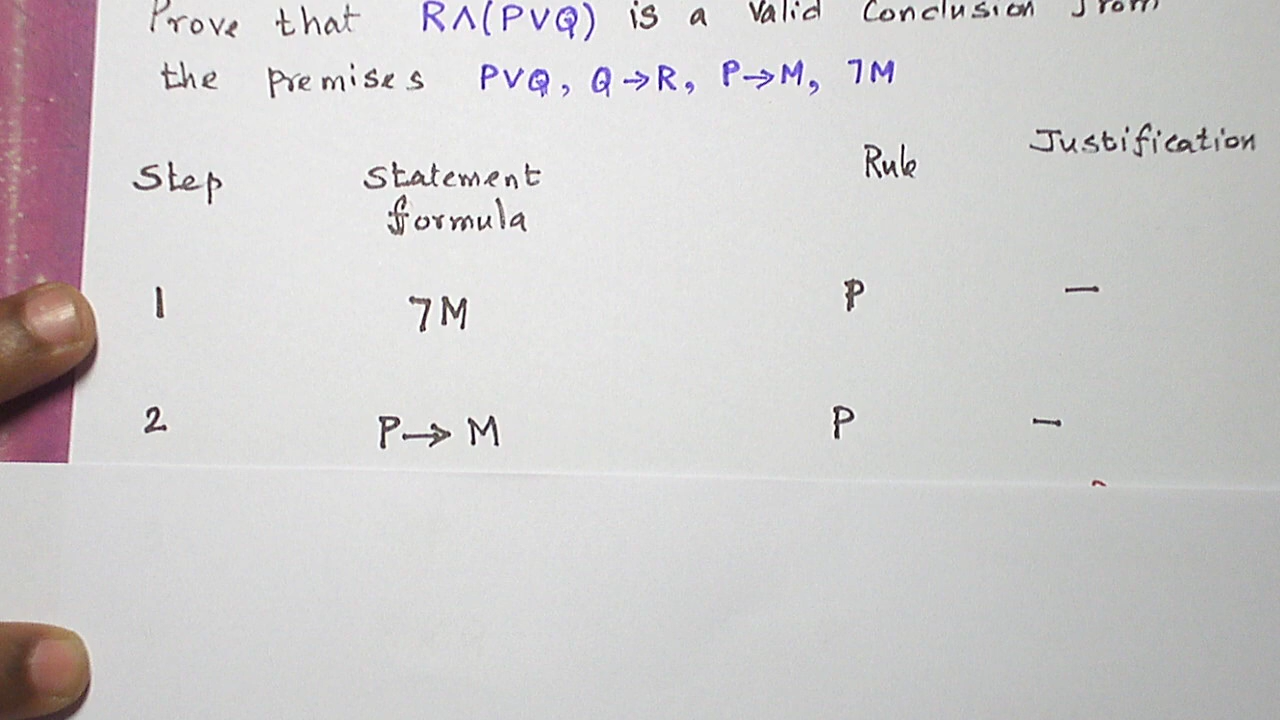 Prove that R∧(P∨Q) is a valid conclusion from
the premises P∨Q, Q→R, P→M, 7M
Step Statement formula Rule Justification
1 7M P —
2 P→M P —